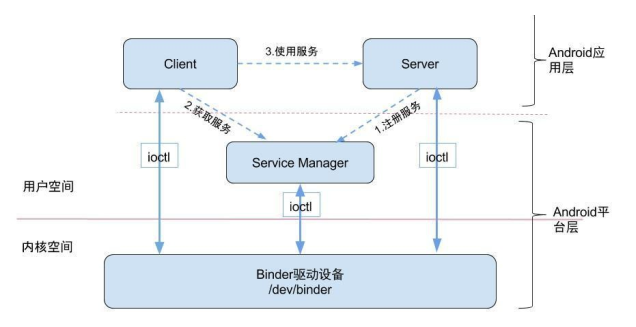 3.使用服务
Client
Server
Android应
用层
2.获取服务
1.注册服务
ioctl
Service Manager
ioctl
用户空间
ioctl
Android平
台层
内核空间
Binder驱动设备
/dev/binder